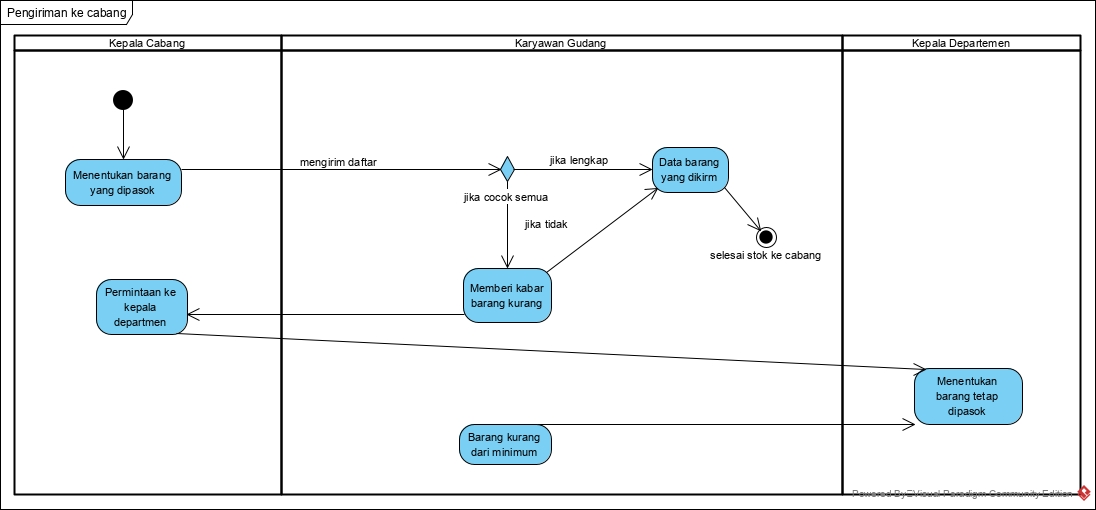 Pengiriman ke cabang
Kepala Cabang
Karyawan Gudang
Kepala Departemen
Menentukan barang
yang dipasok
mengirim daftar
jika lengkap
Data barang
yang dikirm
jika cocok semua
jika tidak
selesai stok ke cabang
Memberi kabar
barang kurang
Permintaan ke
kepala
departmen
Menentukan
barang tetap
dipasok
Barang kurang
dari minimum
Powered By Visual Paradigm Community Edition